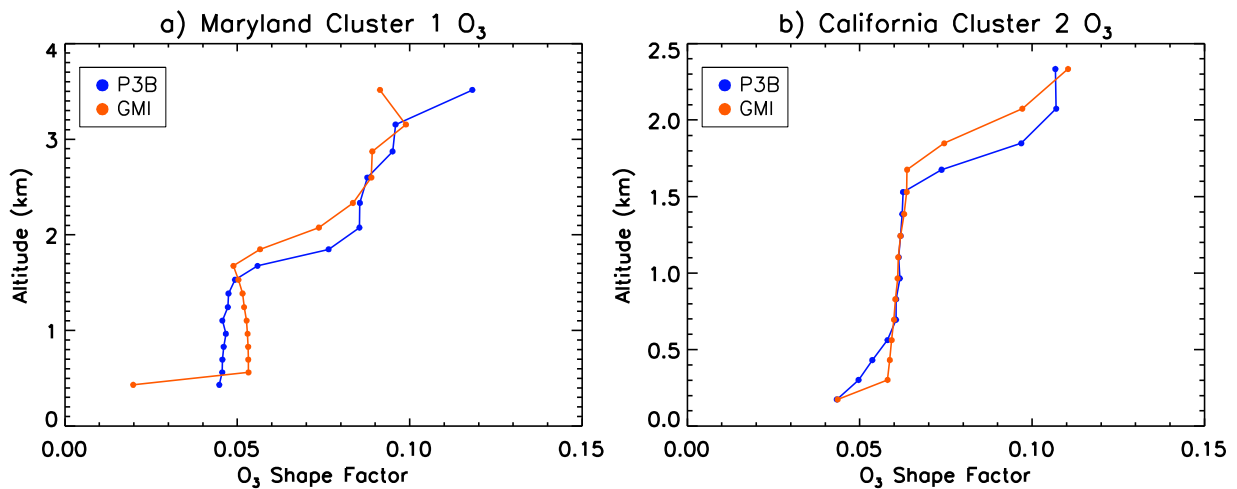 a) Maryland Cluster 1 O₃
4
3
2
1
0
P3B
GMI
Altitude (km)
0.00
0.05
0.10
0.15
O₃ Shape Factor
b) California Cluster 2 O₃
2.5
2.0
1.5
1.0
0.5
0.0
P3B
GMI
Altitude (km)
0.00
0.05
0.10
0.15
O₃ Shape Factor